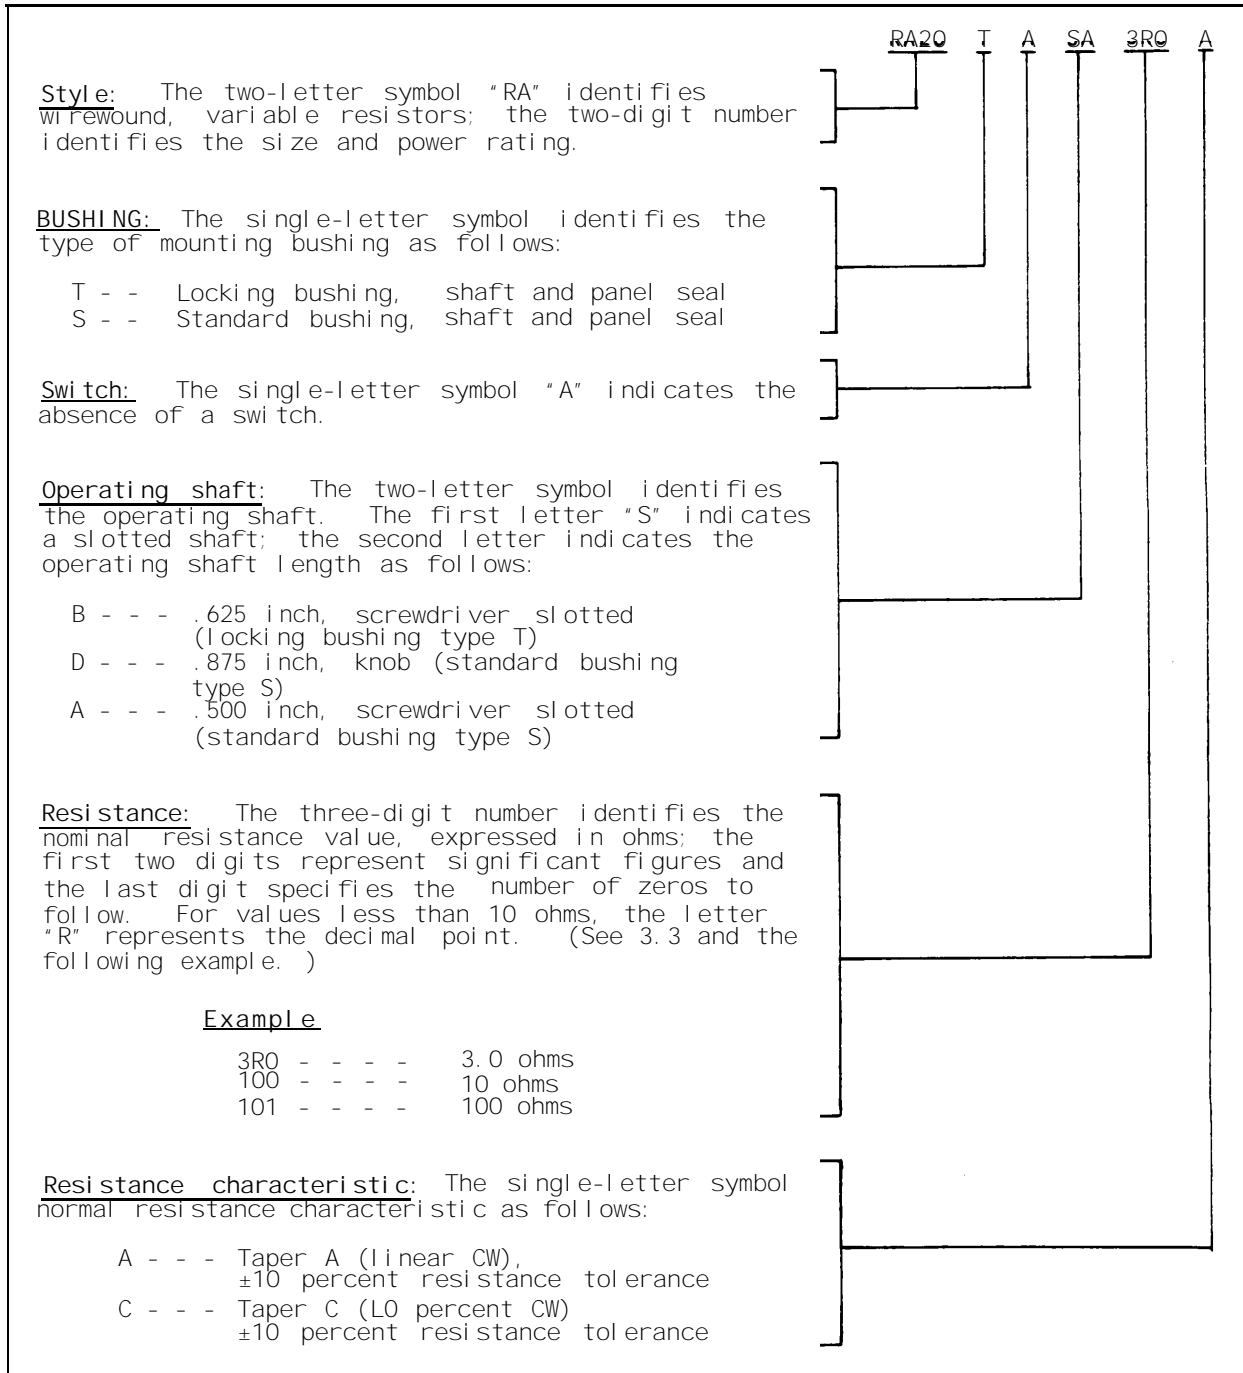 RA20 T A SA 3R0 A
Style: The two-letter symbol "RA" identifies
wirewound, variable resistors; the two-digit number
identifies the size and power rating.
BUSHING: The single-letter symbol identifies the
type of mounting bushing as follows:
T - - Locking bushing, shaft and panel seal
S - - Standard bushing, shaft and panel seal
Switch: The single-letter symbol "A" indicates the
absence of a switch.
Operating shaft: The two-letter symbol identifies
the operating shaft. The first letter "S" indicates
a slotted shaft; the second letter indicates the
operating shaft length as follows:
B - - - .625 inch, screwdriver slotted
(locking bushing type T)
D - - - .875 inch, knob (standard bushing
type S)
A - - - .500 inch, screwdriver slotted
(standard bushing type S)
Resistance: The three-digit number identifies the
nominal resistance value, expressed in ohms; the
first two digits represent significant figures and
the last digit specifies the number of zeros to
follow. For values less than 10 ohms, the letter
"R" represents the decimal point. (See 3.3 and the
following example. )
Example
3R0 - - - - 3.0 ohms
100 - - - - 10 ohms
101 - - - - 100 ohms
Resistance characteristic: The single-letter symbol
normal resistance characteristic as follows:
A - - - Taper A (linear CW),
±10 percent resistance tolerance
C - - - Taper C (L0 percent CW)
±10 percent resistance tolerance